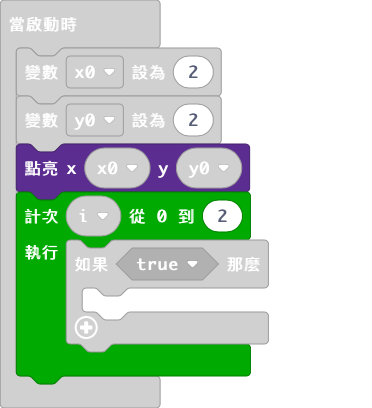 當啟動時
變數 x0 設為 2
變數 y0 設為 2
點亮 x x0 y y0
計次 i 從 0 到 2
執行 如果 true 那麼